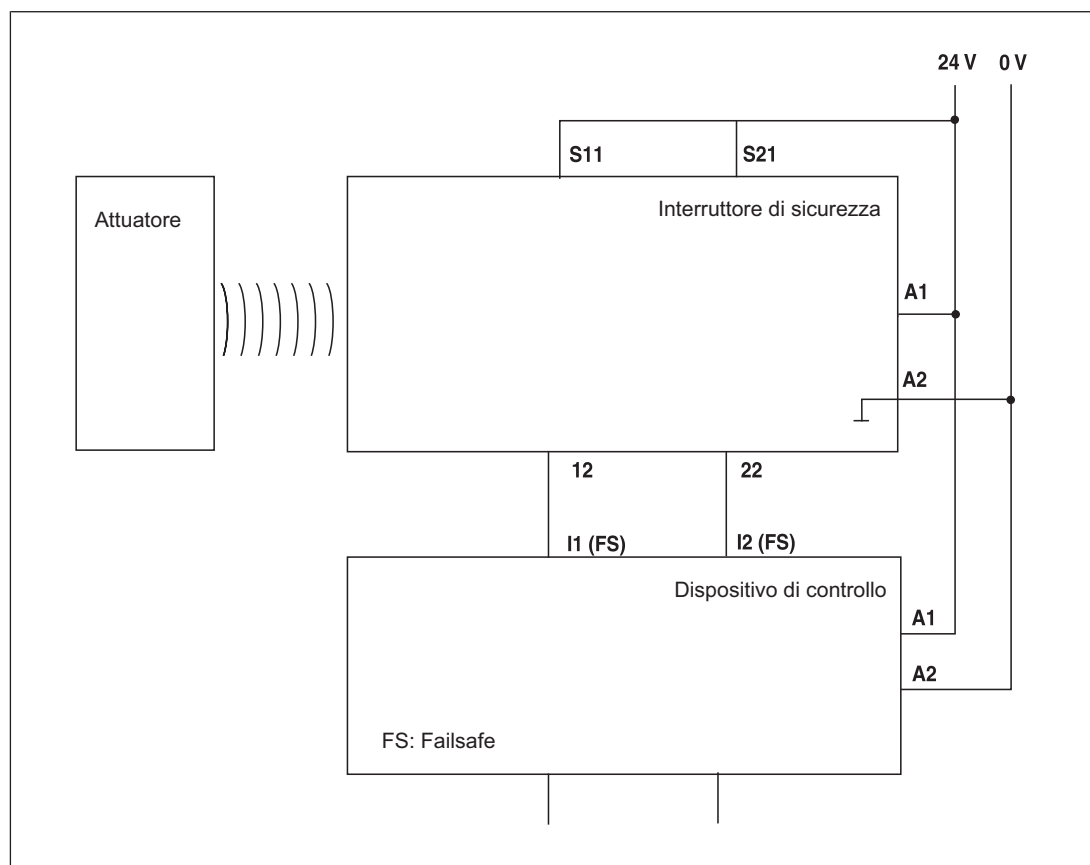 24 V 0 V
S11 S21
Attuatore
Interruttore di sicurezza
A1
A2
12 22
I1 (FS) I2 (FS)
Dispositivo di controllo
A1
A2
FS: Failsafe